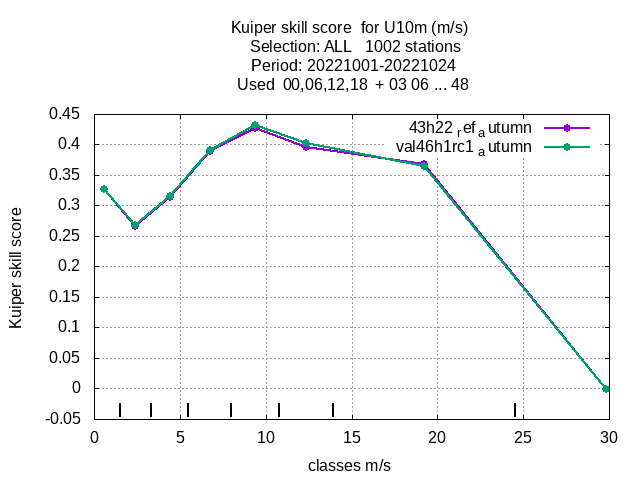 Kuiper skill score  for U10m (m/s)
Selection: ALL   1002 stations
Period: 20221001-20221024
Used  00,06,12,18  + 03 06 ... 48
43h22 ref a utumn
val46h1rc1 a utumn
Kuiper skill score
0.45
0.4
0.35
0.3
0.25
0.2
0.15
0.1
0.05
0
-0.05
0 5 10 15 20 25 30
classes m/s